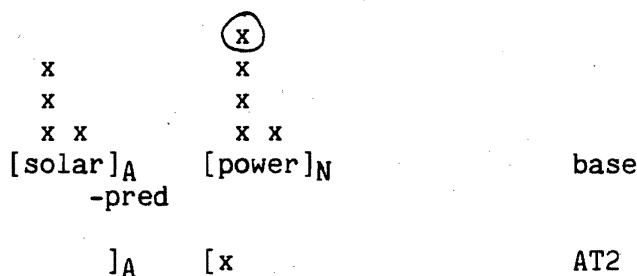 x
x x
x x
x x x x
[solar]A [power]N base
-pred
]A [x AT2